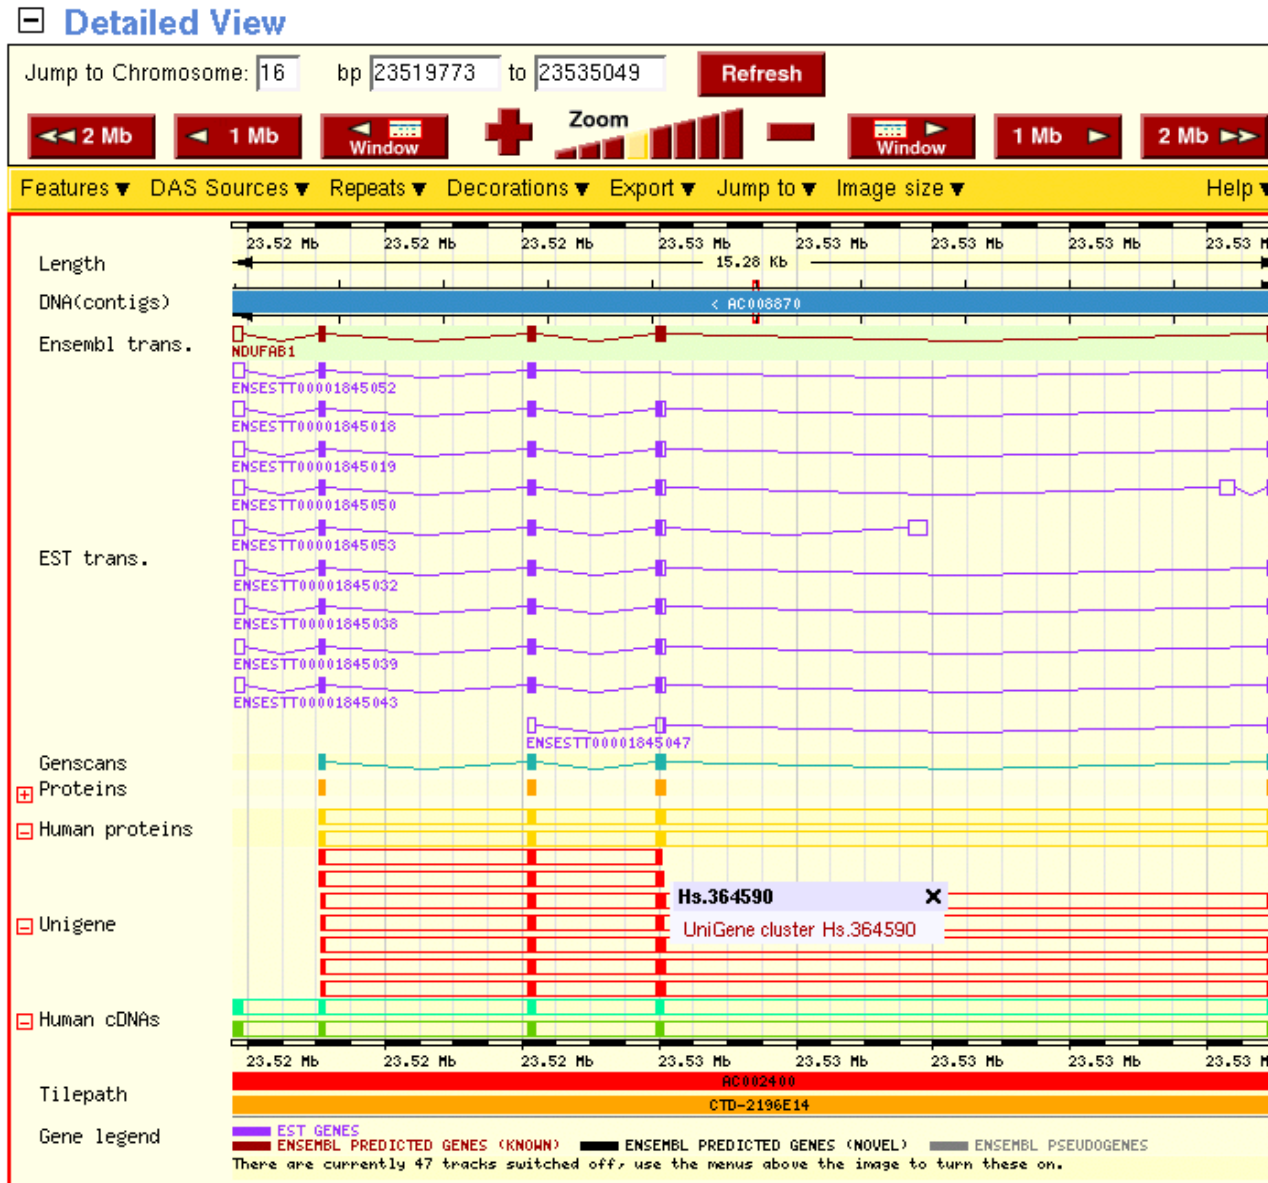 Detailed View
Jump to Chromosome: 16 bp 23519773 to 23535049 Refresh
2 Mb 1 Mb Window Zoom Window 1 Mb 2 Mb
Features DAS Sources Repeats Decorations Export Jump to Image size Help
23.52 Mb 23.52 Mb 23.52 Mb 23.53 Mb 23.53 Mb 23.53 Mb 23.53 Mb 23.53 M
Length 15.28 Kb
DNA(contigs) < AC008870
Ensembl trans.
NDUFAB1
ENSESTT00001845052
ENSESTT00001845018
ENSESTT00001845019
ENSESTT00001845050
ENSESTT00001845053
EST trans.
ENSESTT00001845032
ENSESTT00001845038
ENSESTT00001845039
ENSESTT00001845043
ENSESTT00001845047
Genscans
Proteins
Human proteins
Hs.364590
Unigene UniGene cluster Hs.364590
Human cDNAs
23.52 Mb 23.52 Mb 23.52 Mb 23.53 Mb 23.53 Mb 23.53 Mb 23.53 Mb 23.53 M
AC002400
Tilepath
CTD-2196E14
Gene legend EST GENES
ENSEMBL PREDICTED GENES (KNOWN) ENSEMBL PREDICTED GENES (NOVEL) ENSEMBL PSEUDOGENES
There are currently 47 tracks switched off, use the menus above the image to turn these on.